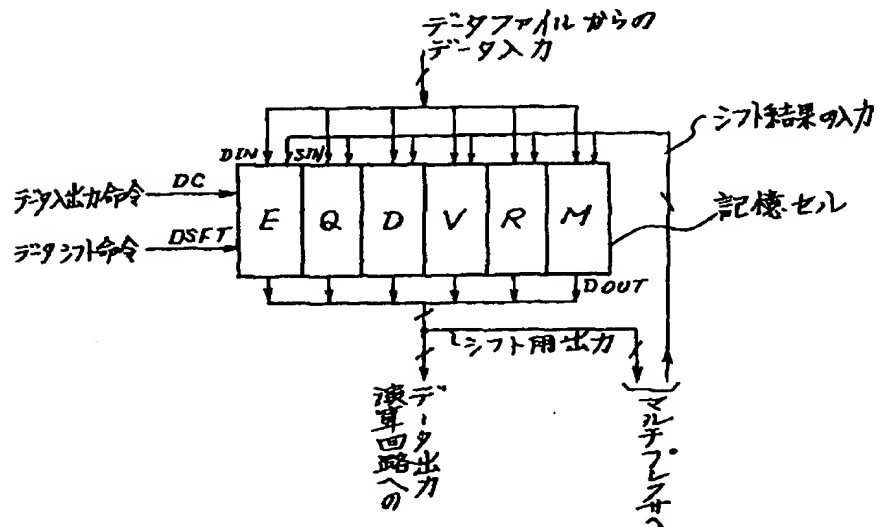 データファイルからの
データ入力
シフト結果の入力
DIN
SIN
データ入出力命令
DC
データシフト命令
DSFT
E
Q
D
V
R
M
記憶セル
DOUT
シフト用出力
データ出力
演算回路への
マルチプレクサへ